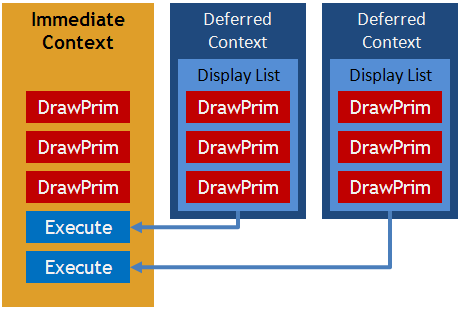 Immediate
Context
DrawPrim
DrawPrim
DrawPrim
Execute
Execute
Deferred
Context
Display List
DrawPrim
DrawPrim
DrawPrim
Deferred
Context
Display List
DrawPrim
DrawPrim
DrawPrim